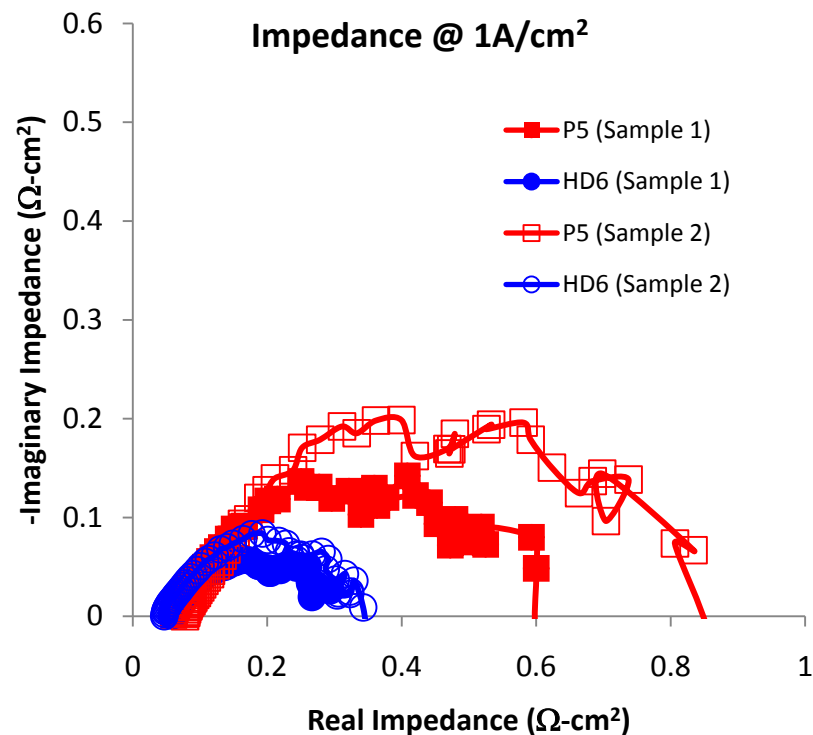 Impedance @ 1A/cm²
P5 (Sample 1)
HD6 (Sample 1)
P5 (Sample 2)
HD6 (Sample 2)
-Imaginary Impedance (Ω-cm²)
0.6
0.5
0.4
0.3
0.2
0.1
0
0 0.2 0.4 0.6 0.8 1
Real Impedance (Ω-cm²)